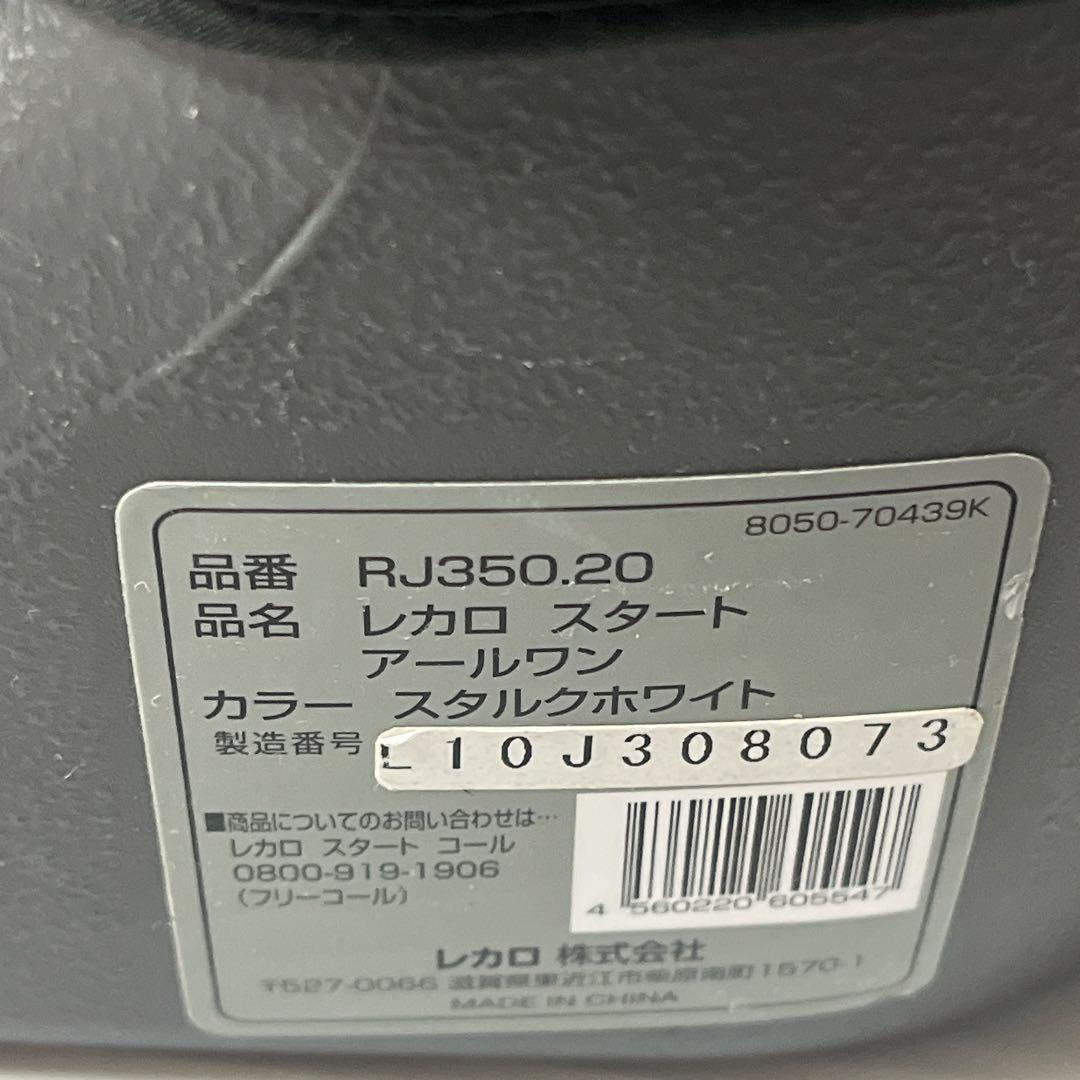 8050-70439K
品番 RJ350.20
品名 レカロ スタート
アールワン
カラー スタルクホワイト
製造番号 L10J308073
■商品についてのお問い合わせは…
レカロ スタート コール
0800-919-1906
(フリーコール)
4 560220 605547
レカロ 株式会社
〒527-0066 滋賀県東近江市柴原南町1570-1
MADE IN CHINA